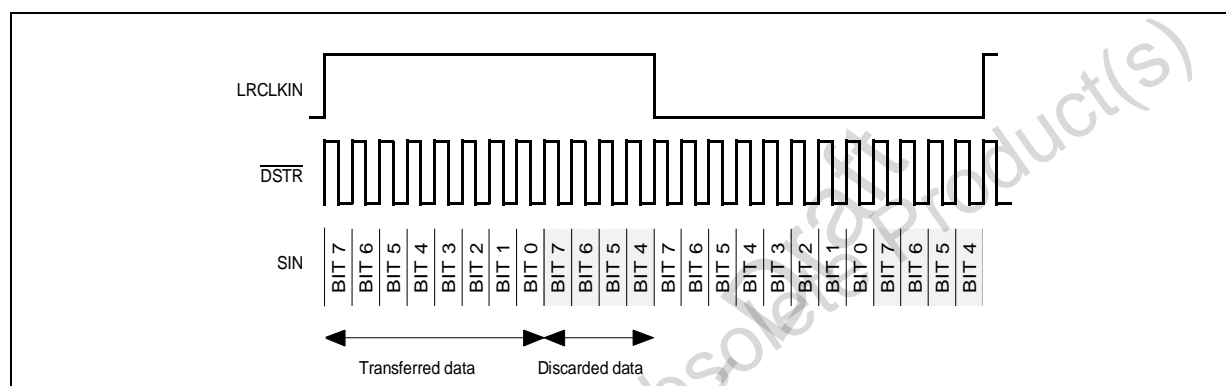 LRCLKIN
DSTR
SIN
BIT 7 BIT 6 BIT 5 BIT 4 BIT 3 BIT 2 BIT 1 BIT 0 BIT 7 BIT 6 BIT 5 BIT 4 BIT 7 BIT 6 BIT 5 BIT 4 BIT 3 BIT 2 BIT 1 BIT 0 BIT 7 BIT 6 BIT 5 BIT 4
Transferred data Discarded data
Draft
Product(s)